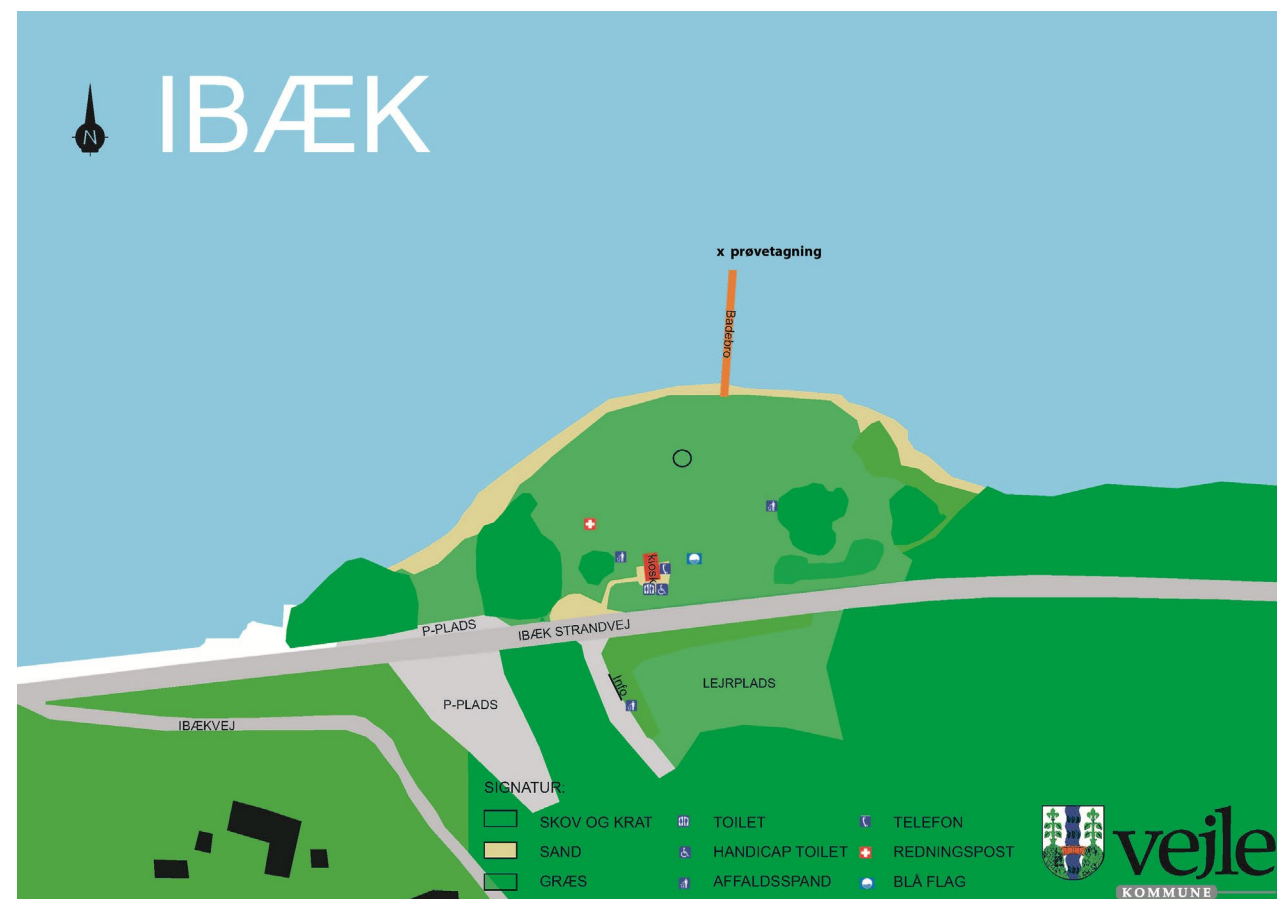 N
IBÆK
x prøvetagning
Badebro
kiosk
P-PLADS
IBÆK STRANDVEJ
Info
LEJRPLADS
P-PLADS
IBÆKVEJ
SIGNATUR:
SKOV OG KRAT
TOILET
TELEFON
SAND
HANDICAP TOILET
REDNINGSPOST
GRÆS
AFFALDSSPAND
BLÅ FLAG
vejle
KOMMUNE